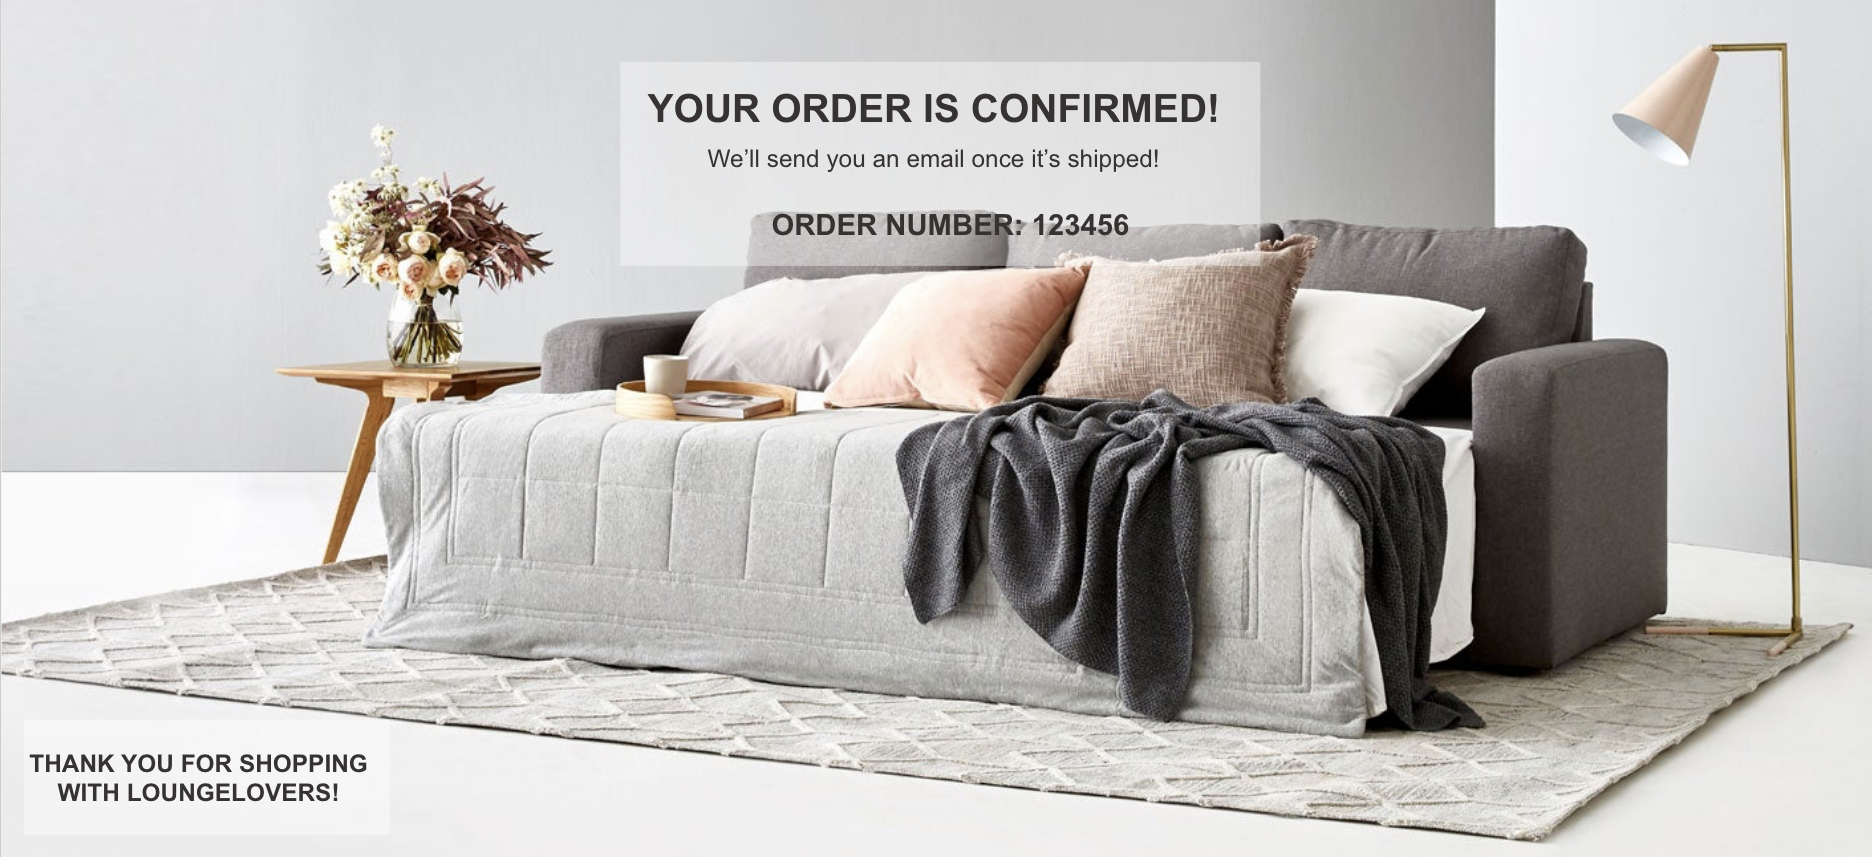 YOUR ORDER IS CONFIRMED!
We’ll send you an email once it’s shipped!
ORDER NUMBER: 123456
THANK YOU FOR SHOPPING
WITH LOUNGELOVERS!